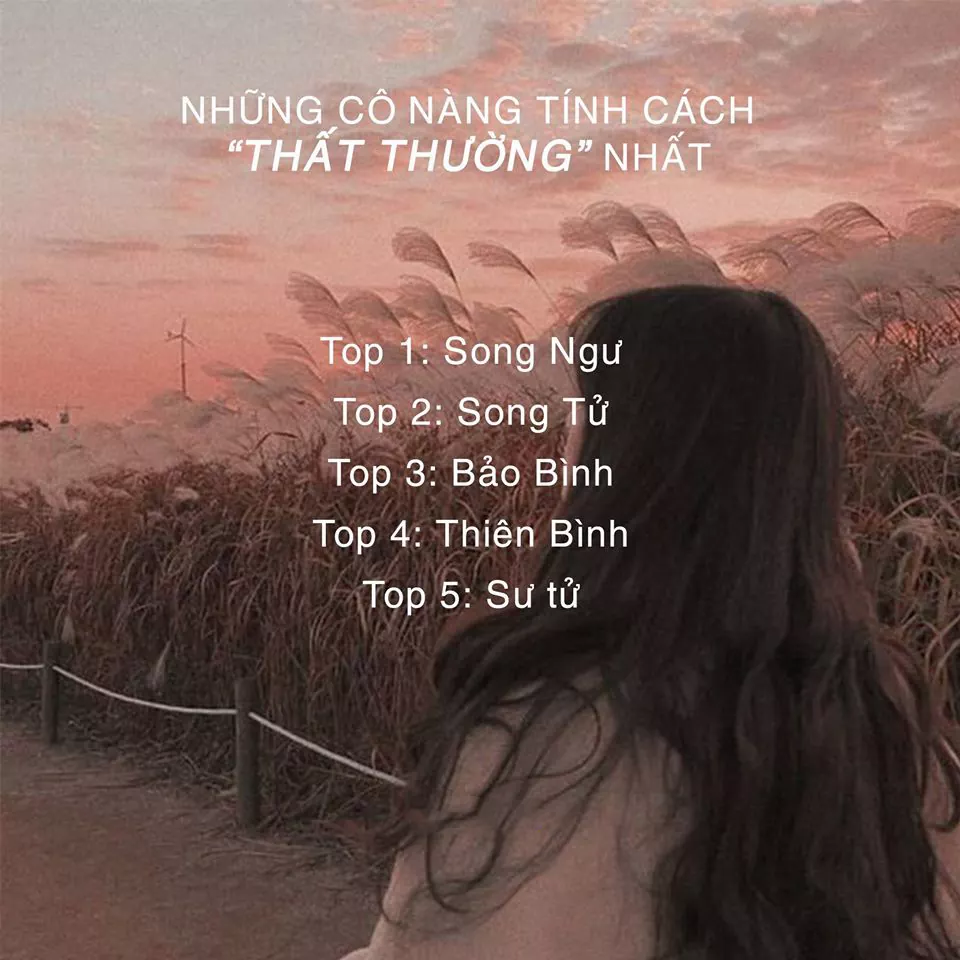 NHỮNG CÔ NÀNG TÍNH CÁCH
“THẤT THƯỜNG” NHẤT
Top 1: Song Ngư
Top 2: Song Tử
Top 3: Bảo Bình
Top 4: Thiên Bình
Top 5: Sư tử